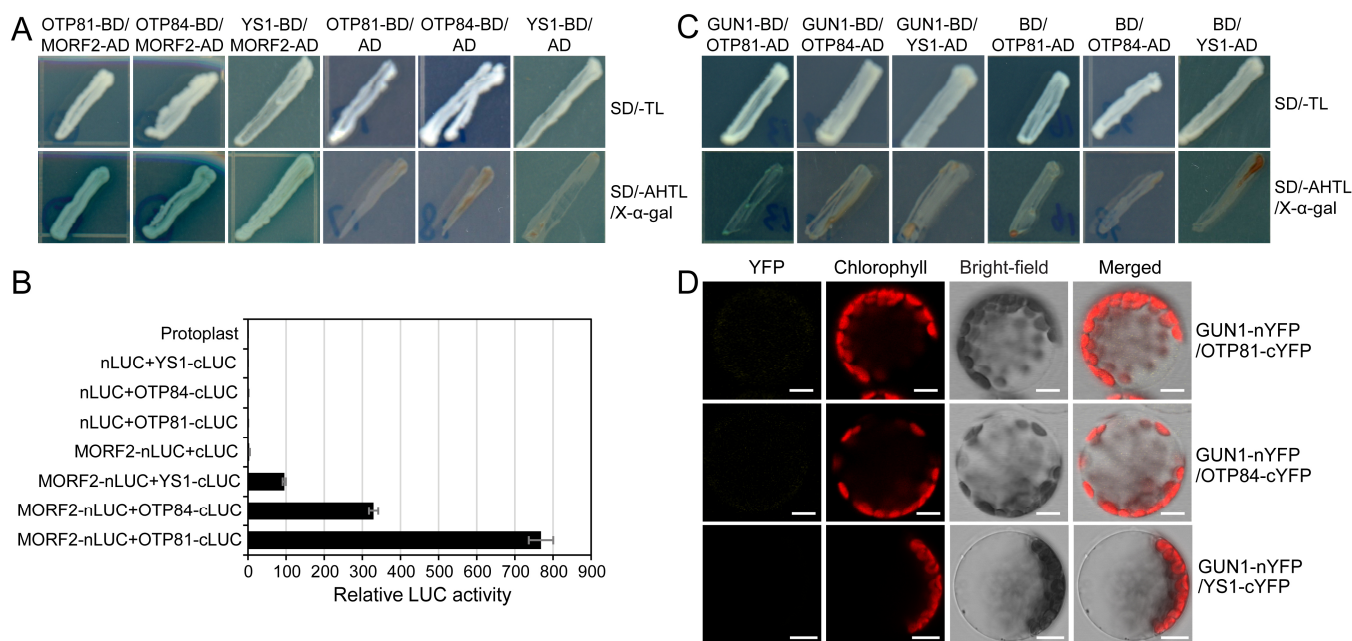 A
OTP81-BD/ OTP84-BD/ YS1-BD/ OTP81-BD/ OTP84-BD/ YS1-BD/
MORF2-AD MORF2-AD MORF2-AD AD AD AD
SD/-TL
SD/-AHTL
/X-α-gal
B
Protoplast
nLUC+YS1-cLUC
nLUC+OTP84-cLUC
nLUC+OTP81-cLUC
MORF2-nLUC+cLUC
MORF2-nLUC+YS1-cLUC
MORF2-nLUC+OTP84-cLUC
MORF2-nLUC+OTP81-cLUC
0 100 200 300 400 500 600 700 800 900
Relative LUC activity
C
GUN1-BD/ GUN1-BD/ GUN1-BD/ BD/ BD/ BD/
OTP81-AD OTP84-AD YS1-AD OTP81-AD OTP84-AD YS1-AD
SD/-TL
SD/-AHTL
/X-α-gal
D
YFP Chlorophyll Bright-field Merged
GUN1-nYFP
/OTP81-cYFP
GUN1-nYFP
/OTP84-cYFP
GUN1-nYFP
/YS1-cYFP